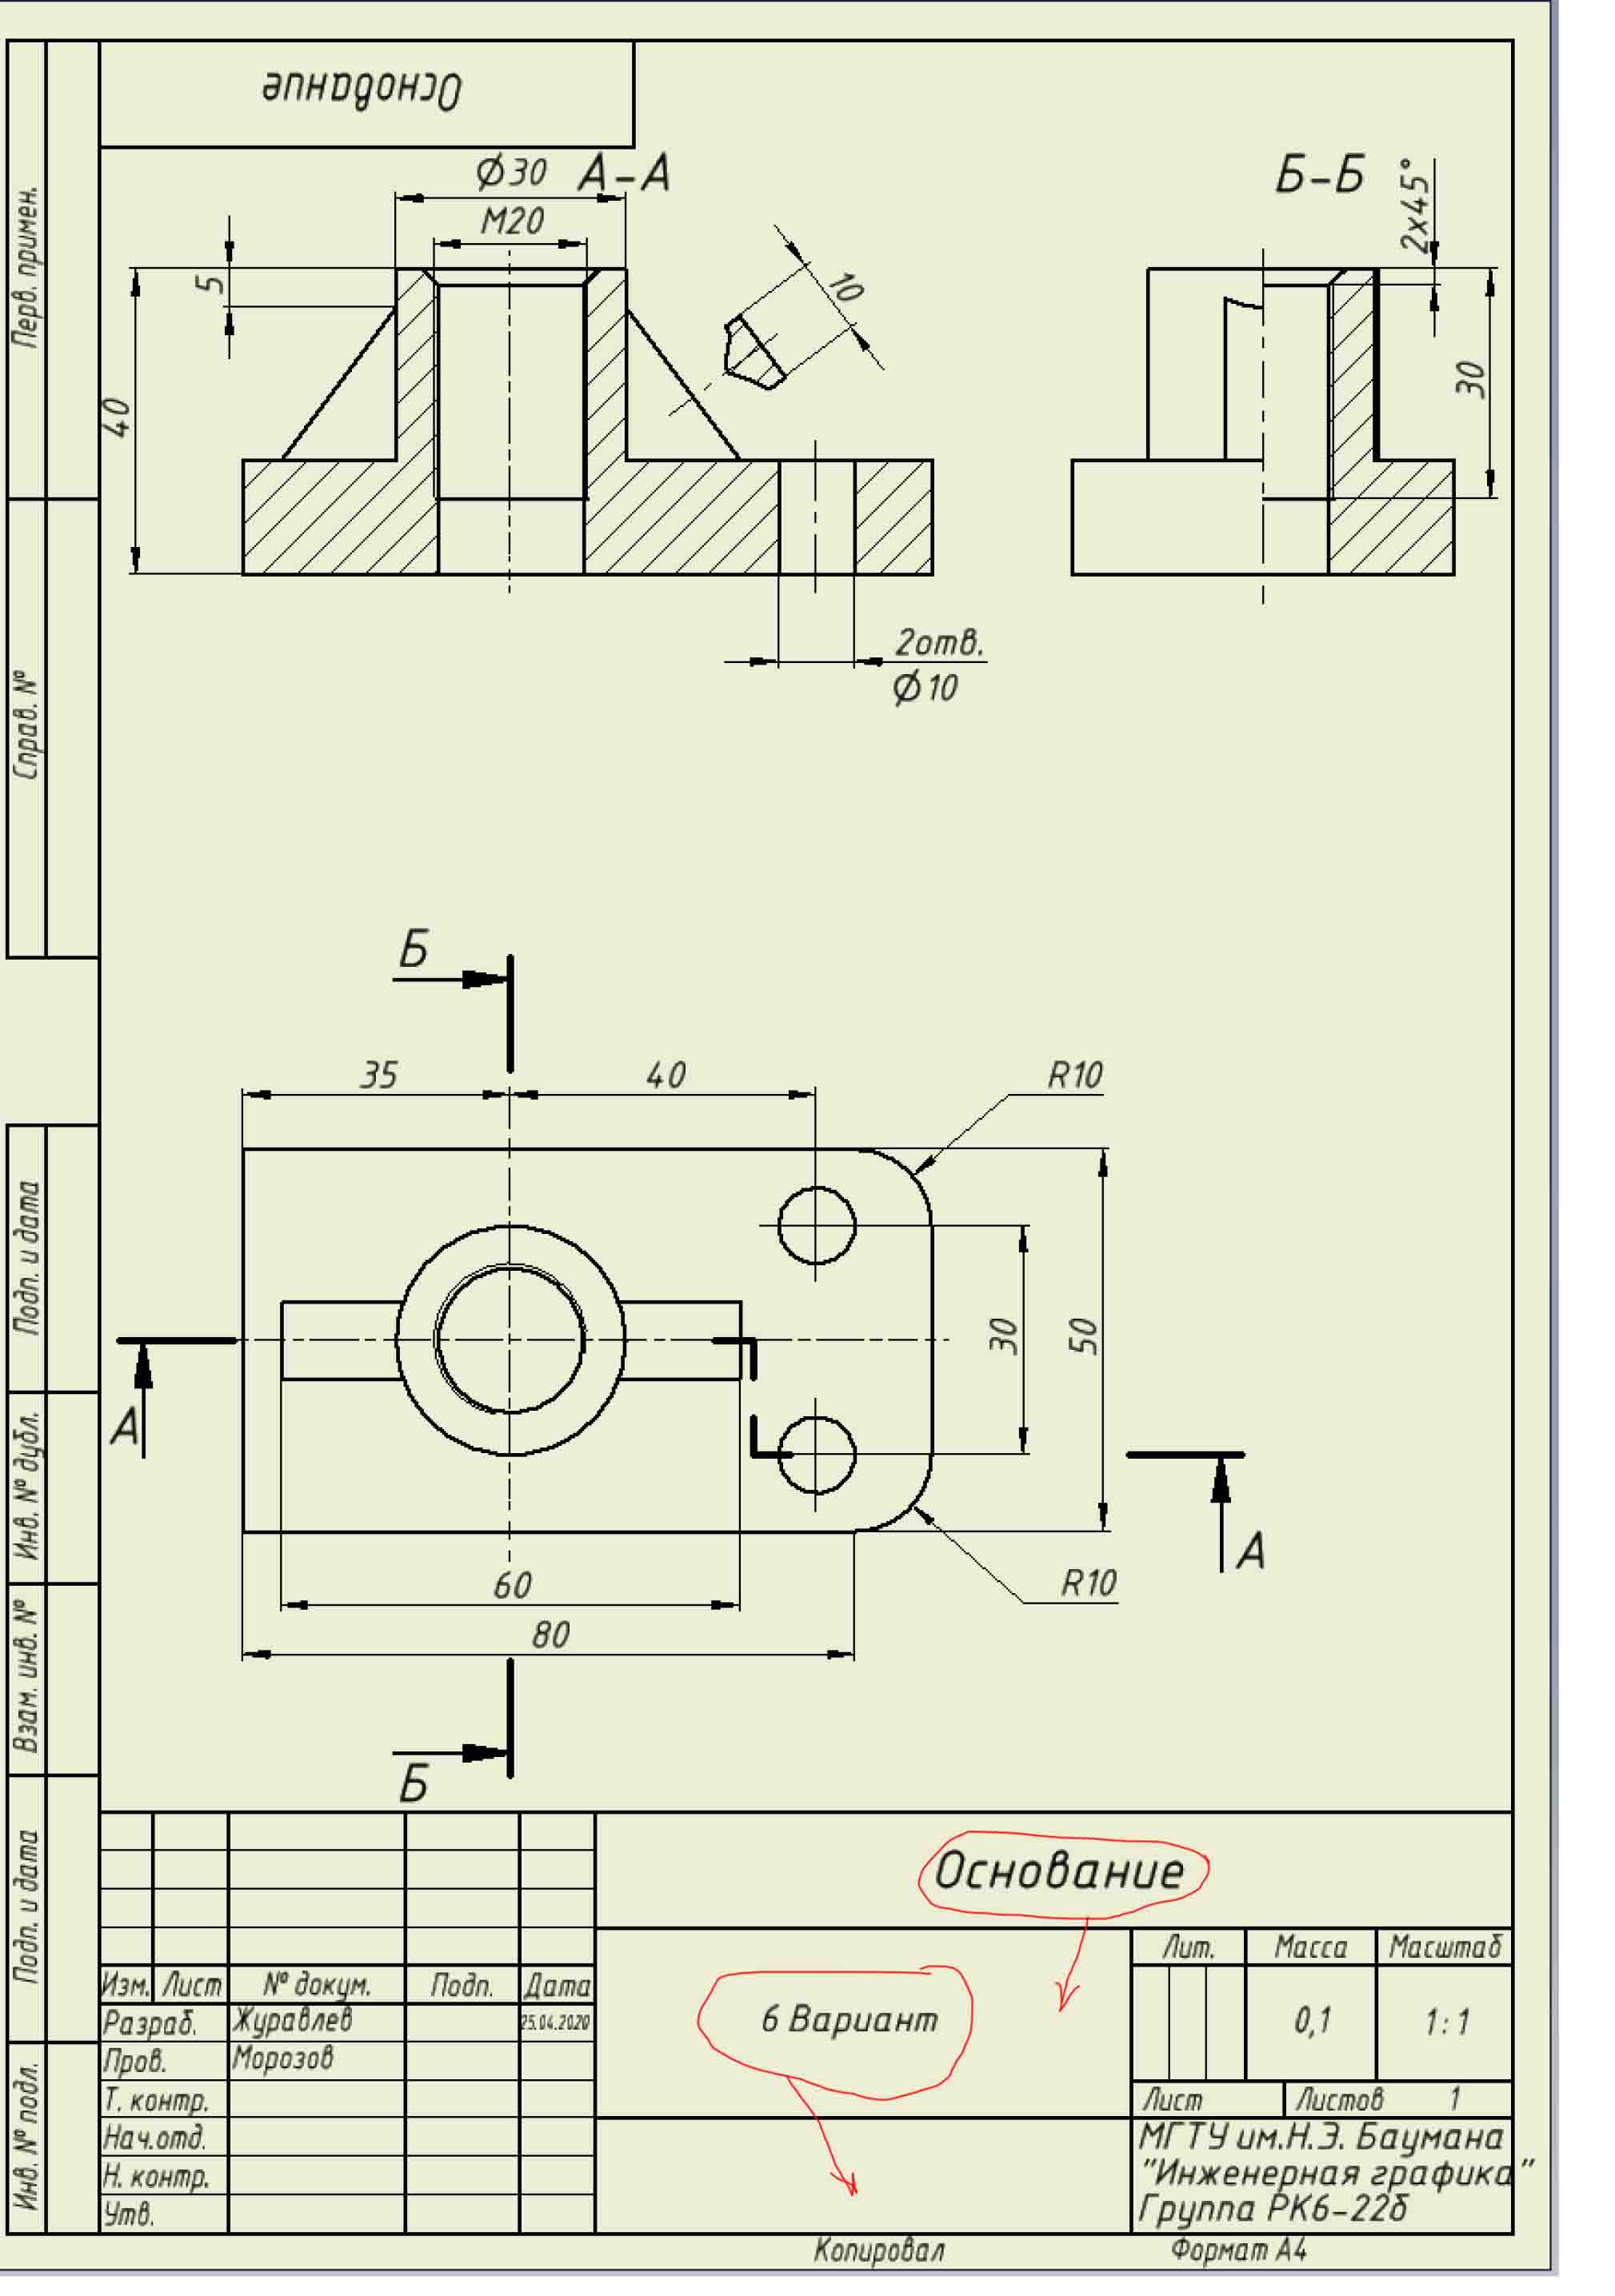 Основание
Перв. примен.
Справ. №
Подп. и дата
Инв. № дубл.
Взам. инв. №
Подп. и дата
Инв. № подл.
А-А
Ø30
М20
5
40
10
2отв.
Ø10
Б-Б
2х45°
30
Б
35
40
R10
30
50
А
А
R10
60
80
Б
Основание
6 Вариант
Лит.
Масса
Масштаб
0,1
1:1
Лист
Листов 1
Изм. Лист № докум. Подп. Дата
Разраб. Журавлев 25.04.2020
Пров. Морозов
Т. контр.
Нач.отд.
Н. контр.
Утв.
МГТУ им.Н.Э. Баумана
"Инженерная графика"
Группа РК6-22б
Копировал
Формат А4